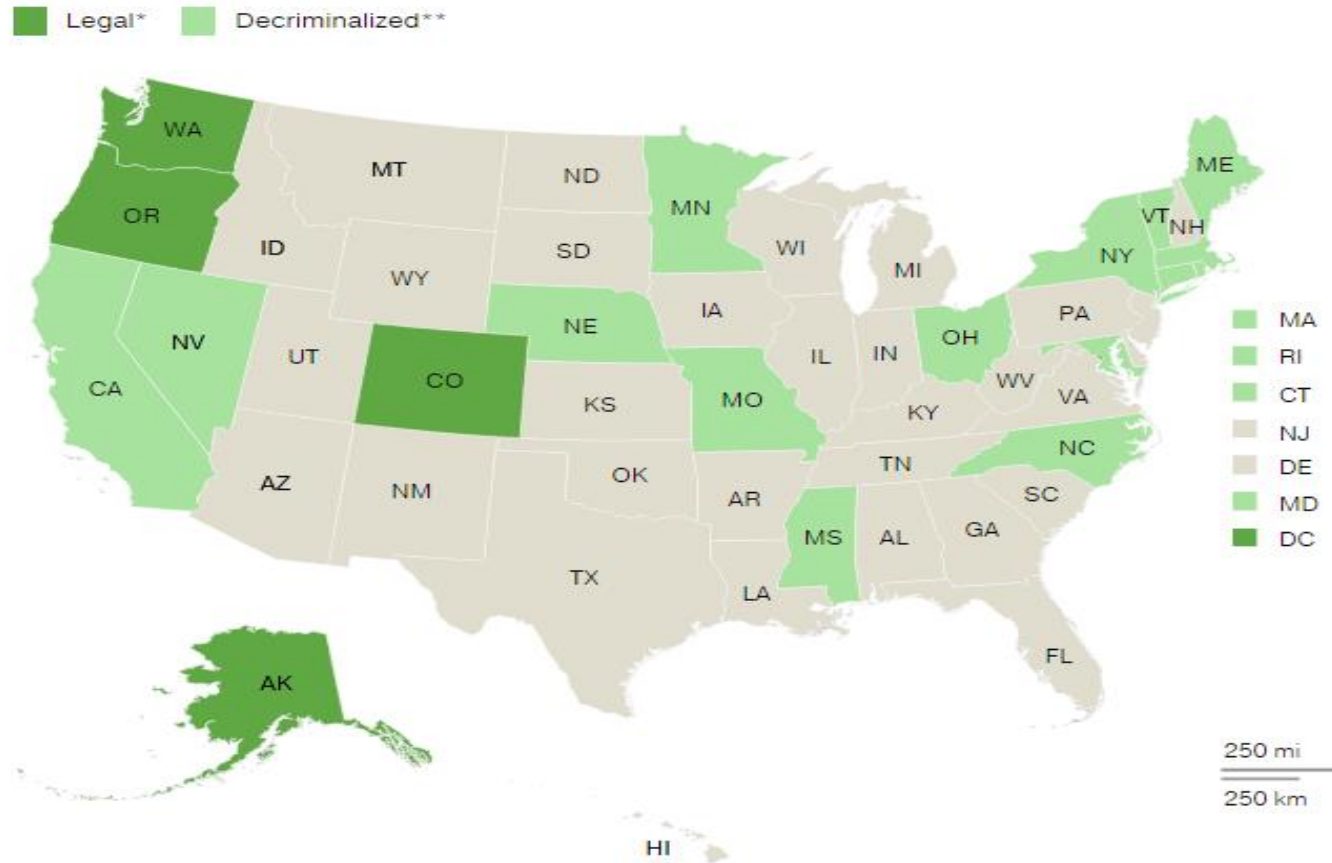 Legal* Decriminalized**
WA
MT
ND
MN
ME
OR
VT
NH
ID
SD
WI
NY
WY
MI
IA
PA
MA
NE
OH
RI
NV
UT
IL
IN
CA
CO
WV
CT
KS
MO
VA
KY
NJ
NC
TN
DE
OK
AZ
NM
AR
SC
MD
MS
AL
GA
DC
TX
LA
FL
AK
250 mi
250 km
HI